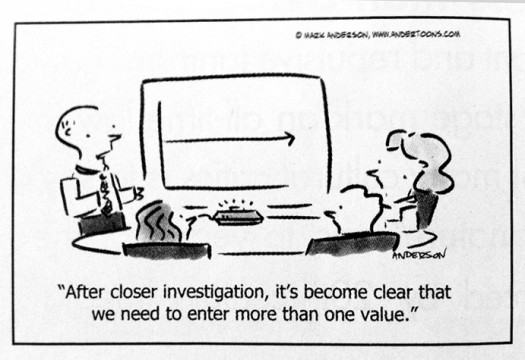 © MARK ANDERSON, WWW.ANDERTOONS.COM
ANDERSON
“After closer investigation, it’s become clear that
we need to enter more than one value.”